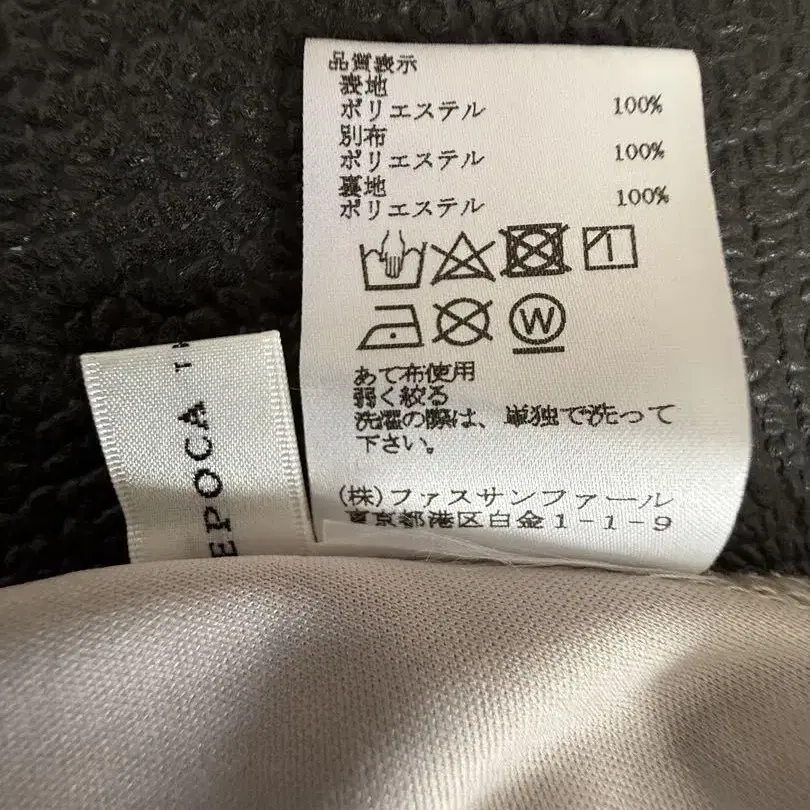 品質表示
表地
ポリエステル 100%
別布
ポリエステル 100%
裏地
ポリエステル 100%
W
あて布使用
弱く絞る
洗濯の際は、単独で洗って
下さい。
(株)ファスサンファール
東京都港区白金1-1-9
EPOCA